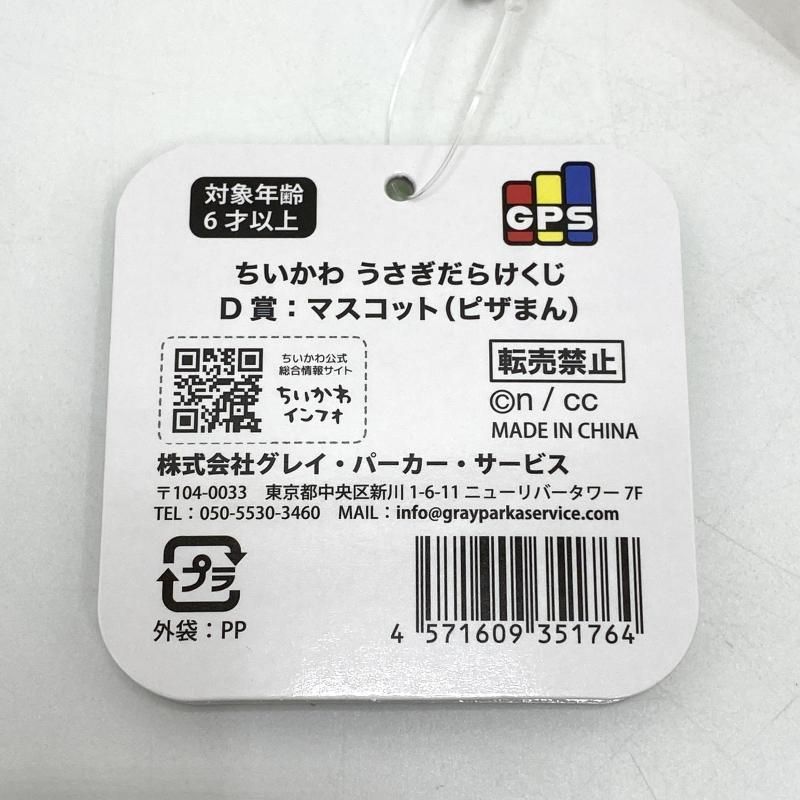 対象年齢
6才以上
GPS
ちいかわ うさぎだらけくじ
D賞：マスコット（ピザまん）
ちいかわ公式
総合情報サイト
ちいかわ
インフォ
転売禁止
©n / cc
MADE IN CHINA
株式会社グレイ・パーカー・サービス
〒104-0033 東京都中央区新川1-6-11 ニューリバータワー 7F
TEL：050-5530-3460 MAIL：info@grayparkaservice.com
プラ
外袋：PP
4 571609 351764